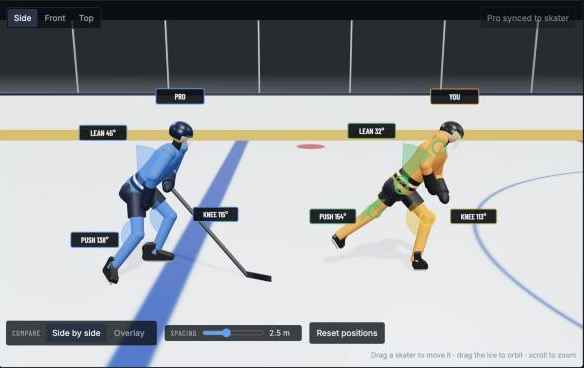 Side Front Top
Pro synced to skater
PRO
YOU
LEAN 46°
LEAN 32°
KNEE 115°
PUSH 154°
KNEE 113°
PUSH 138°
COMPARE Side by side Overlay SPACING 2.5 m Reset positions
Drag a skater to move it · drag the ice to orbit · scroll to zoom